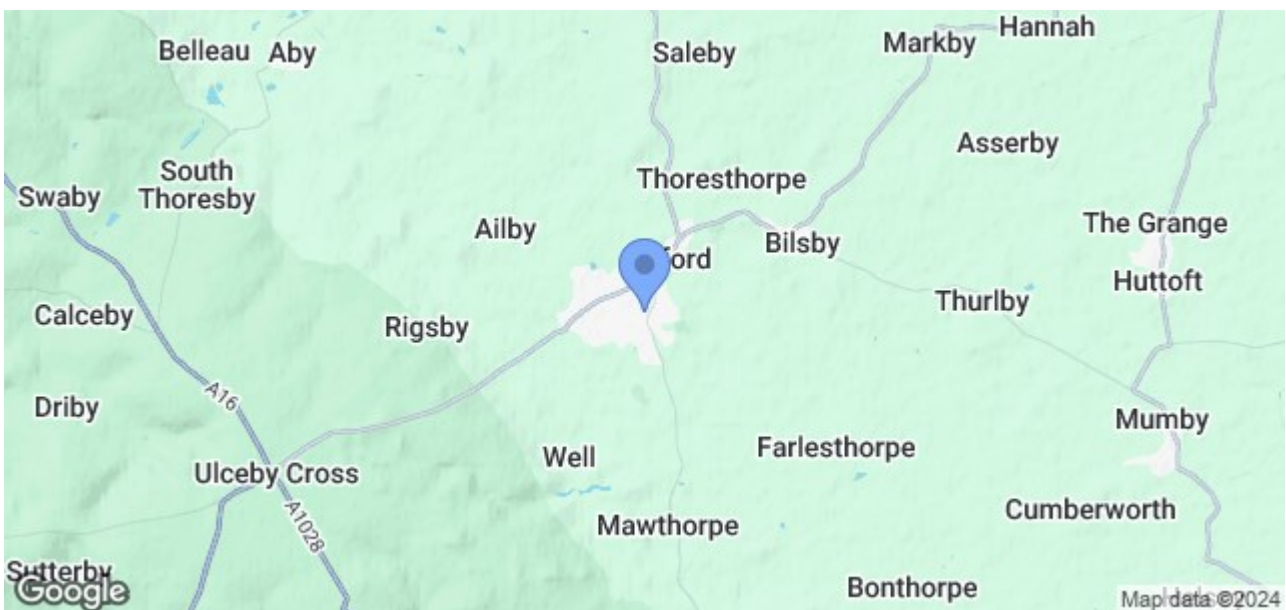 Hannah
Markby
Belleau
Aby
Saleby
Asserby
South
Thoresby
Thoresthorpe
Swaby
Ailby
The Grange
Bilsby
ford
Huttoft
Thurlby
Calceby
Rigsby
A16
Driby
Mumby
Farlesthorpe
Well
Ulceby Cross
Cumberworth
A1028
Mawthorpe
Sutterby
Bonthorpe
Google
Map data ©2024